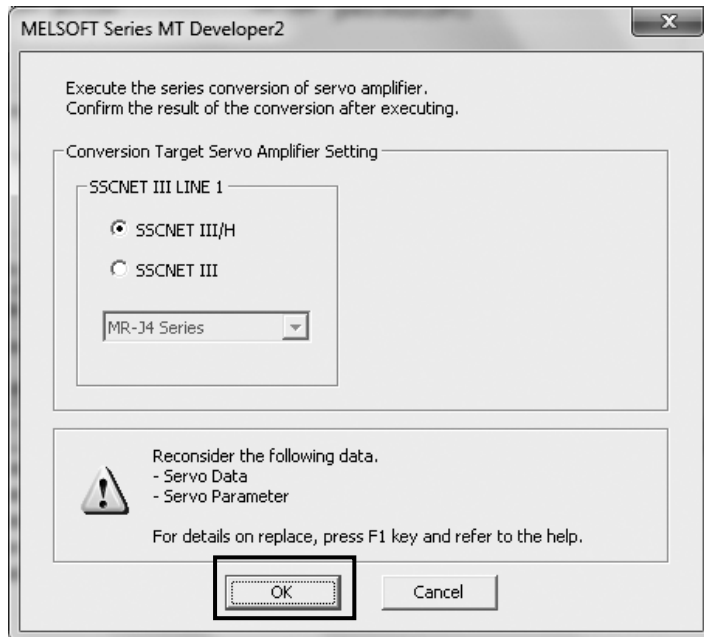 MELSOFT Series MT Developer2
x
Execute the series conversion of servo amplifier.
Confirm the result of the conversion after executing.
Conversion Target Servo Amplifier Setting
SSCNET III LINE 1
SSCNET III/H
SSCNET III
MR-J4 Series
Reconsider the following data.
- Servo Data
- Servo Parameter
For details on replace, press F1 key and refer to the help.
OK
Cancel